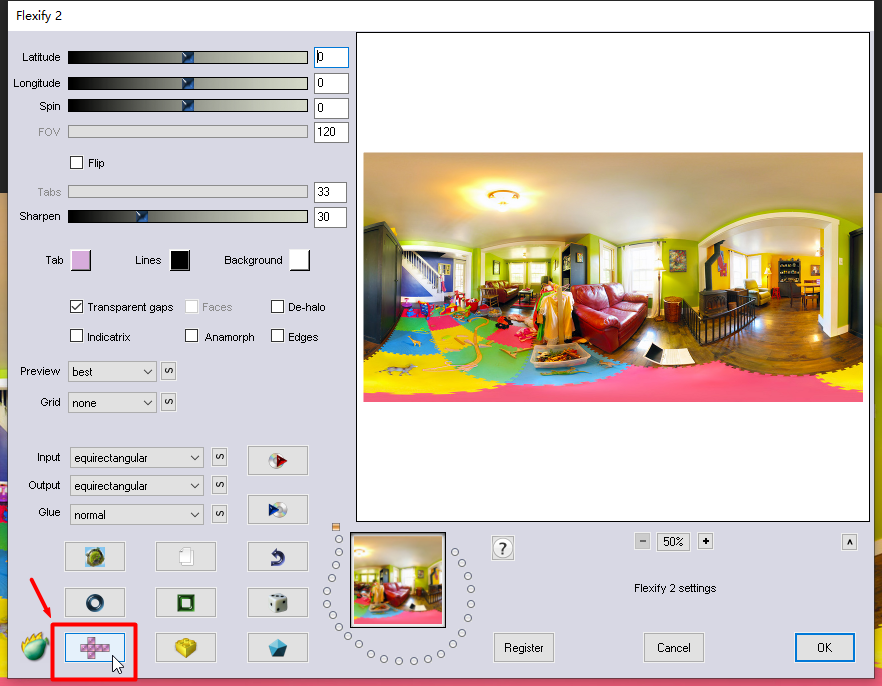 Flexify 2
Latitude 0
Longitude 0
Spin 0
FOV 120
Flip
Tabs 33
Sharpen 30
Tab Lines Background
Transparent gaps Faces De-halo
Indicatrix Anamorph Edges
Preview best S
Grid none S
Input equirectangular S
Output equirectangular S
Glue normal S
? − 50% + ʌ
Flexify 2 settings
Register Cancel OK